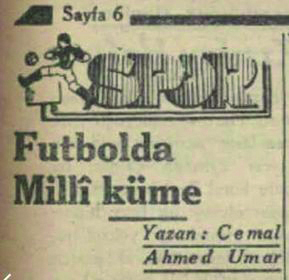 Sayfa 6
SPOR
Futbolda
Millî küme
Yazan: Cemal
Ahmed Umar